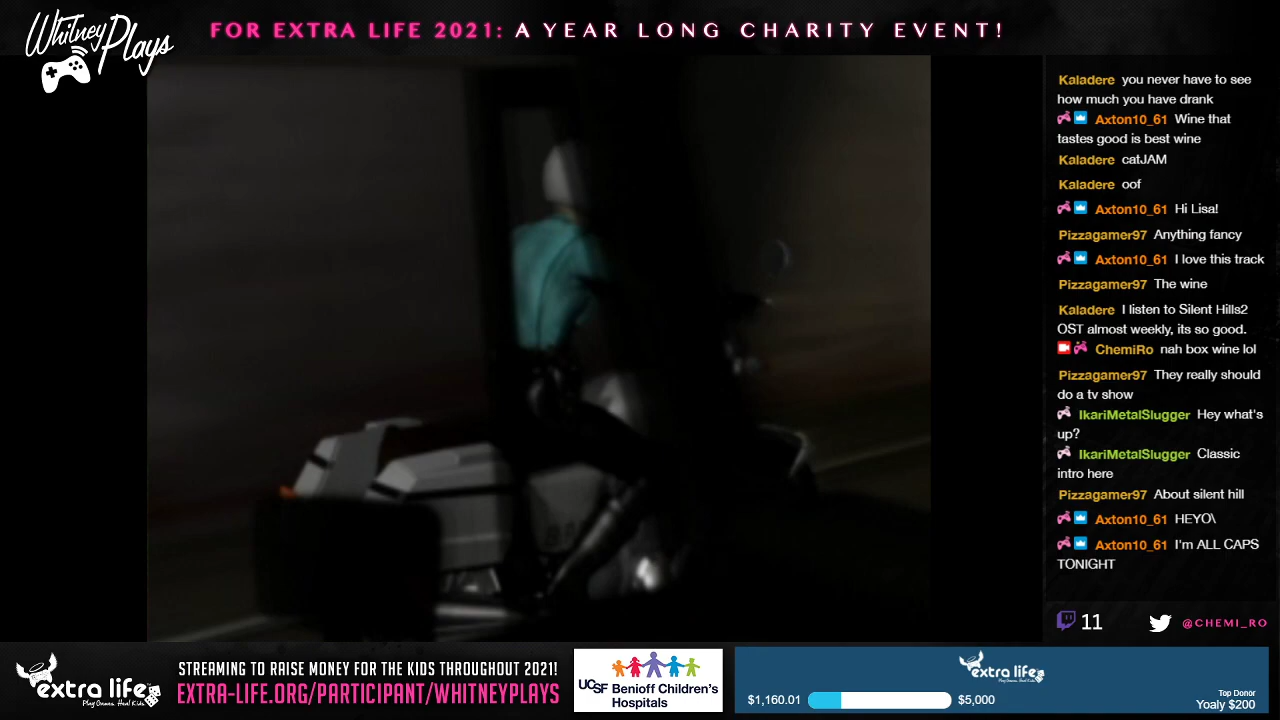 Whitney Plays
FOR EXTRA LIFE 2021: A YEAR LONG CHARITY EVENT!
Kaladere you never have to see
how much you have drank
Axton10_61 Wine that
tastes good is best wine
Kaladere catJAM
Kaladere oof
Axton10_61 Hi Lisa!
Pizzagamer97 Anything fancy
Axton10_61 I love this track
Pizzagamer97 The wine
Kaladere I listen to Silent Hills2
OST almost weekly, its so good.
ChemiRo nah box wine lol
Pizzagamer97 They really should
do a tv show
IkariMetalSlugger Hey what's
up?
IkariMetalSlugger Classic
intro here
Pizzagamer97 About silent hill
Axton10_61 HEYO\
Axton10_61 I'm ALL CAPS
TONIGHT
11
@CHEMI_RO
extra life
Play Games. Heal Kids.
STREAMING TO RAISE MONEY FOR THE KIDS THROUGHOUT 2021!
EXTRA-LIFE.ORG/PARTICIPANT/WHITNEYPLAYS
UCSF Benioff Children's
Hospitals
extra life
$1,160.01
$5,000
Top Donor
Yoaly $200